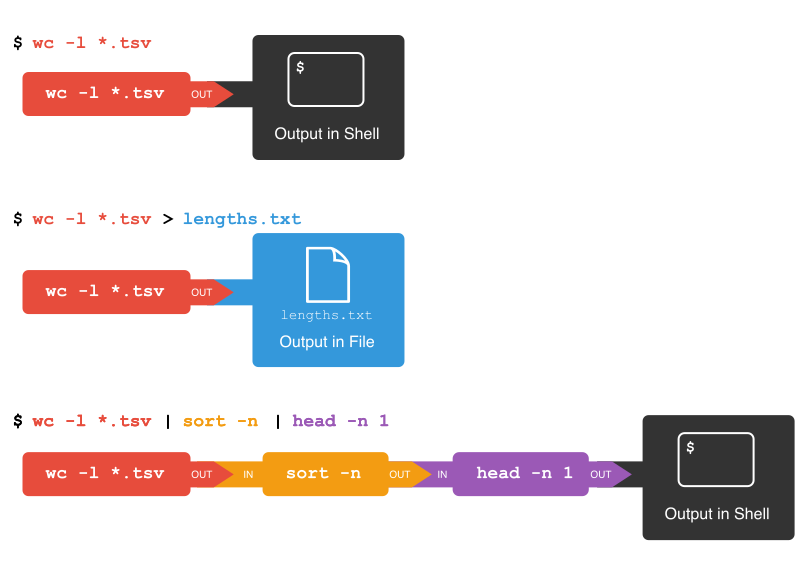 $ wc -l *.tsv
wc -l *.tsv OUT
$
Output in Shell
$ wc -l *.tsv > lengths.txt
wc -l *.tsv OUT
lengths.txt
Output in File
$ wc -l *.tsv | sort -n | head -n 1
wc -l *.tsv OUT IN sort -n OUT IN head -n 1 OUT
$
Output in Shell